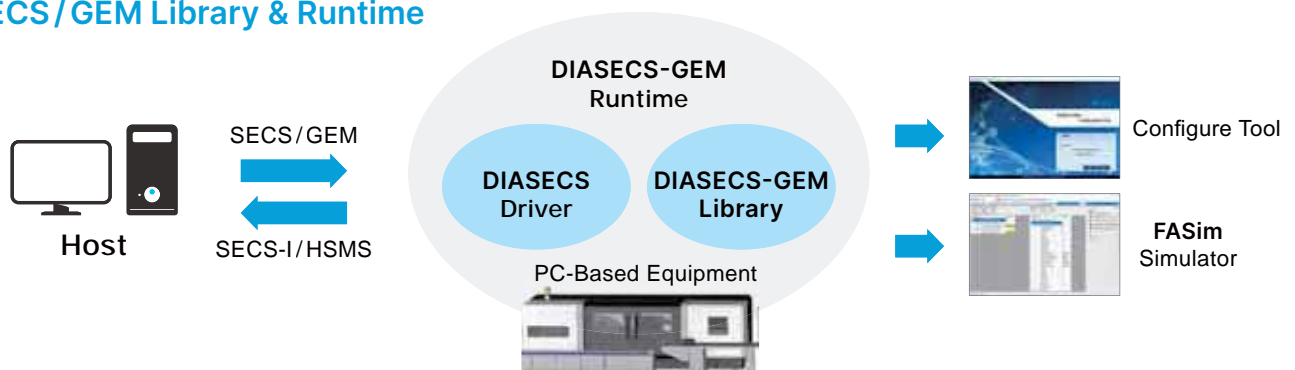 ECS/GEM Library & Runtime
DIASECS-GEM
Runtime
SECS/GEM
Configure Tool
DIASECS
Driver
DIASECS-GEM
Library
Host
SECS-I/HSMS
FASim
Simulator
PC-Based Equipment